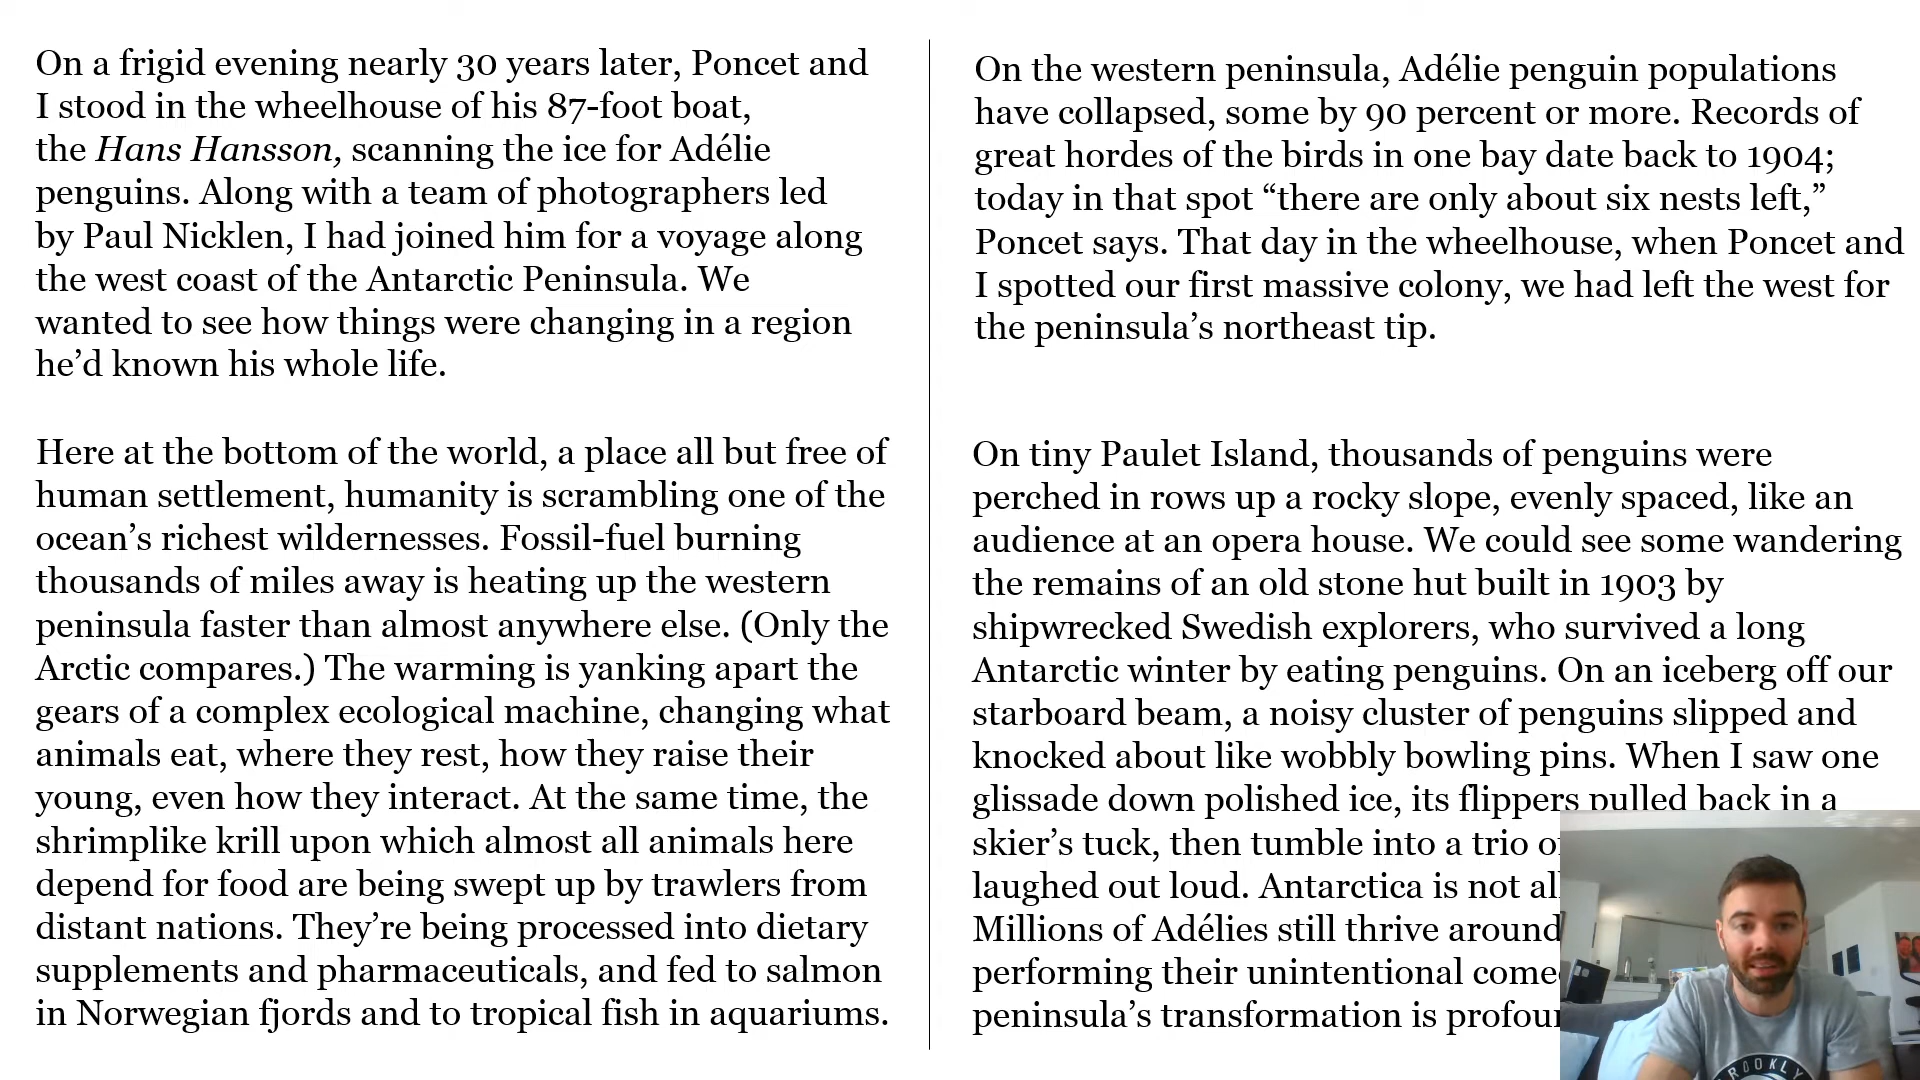 On a frigid evening nearly 30 years later, Poncet and
I stood in the wheelhouse of his 87-foot boat,
the Hans Hansson, scanning the ice for Adélie
penguins. Along with a team of photographers led
by Paul Nicklen, I had joined him for a voyage along
the west coast of the Antarctic Peninsula. We
wanted to see how things were changing in a region
he’d known his whole life.
Here at the bottom of the world, a place all but free of
human settlement, humanity is scrambling one of the
ocean’s richest wildernesses. Fossil-fuel burning
thousands of miles away is heating up the western
peninsula faster than almost anywhere else. (Only the
Arctic compares.) The warming is yanking apart the
gears of a complex ecological machine, changing what
animals eat, where they rest, how they raise their
young, even how they interact. At the same time, the
shrimplike krill upon which almost all animals here
depend for food are being swept up by trawlers from
distant nations. They’re being processed into dietary
supplements and pharmaceuticals, and fed to salmon
in Norwegian fjords and to tropical fish in aquariums.
On the western peninsula, Adélie penguin populations
have collapsed, some by 90 percent or more. Records of
great hordes of the birds in one bay date back to 1904;
today in that spot “there are only about six nests left,”
Poncet says. That day in the wheelhouse, when Poncet and
I spotted our first massive colony, we had left the west for
the peninsula’s northeast tip.
On tiny Paulet Island, thousands of penguins were
perched in rows up a rocky slope, evenly spaced, like an
audience at an opera house. We could see some wandering
the remains of an old stone hut built in 1903 by
shipwrecked Swedish explorers, who survived a long
Antarctic winter by eating penguins. On an iceberg off our
starboard beam, a noisy cluster of penguins slipped and
knocked about like wobbly bowling pins. When I saw one
glissade down polished ice, its flippers pulled back in a
skier’s tuck, then tumble into a trio
laughed out loud. Antarctica is not
Millions of Adélies still thrive around
performing their unintentional
peninsula’s transformation is